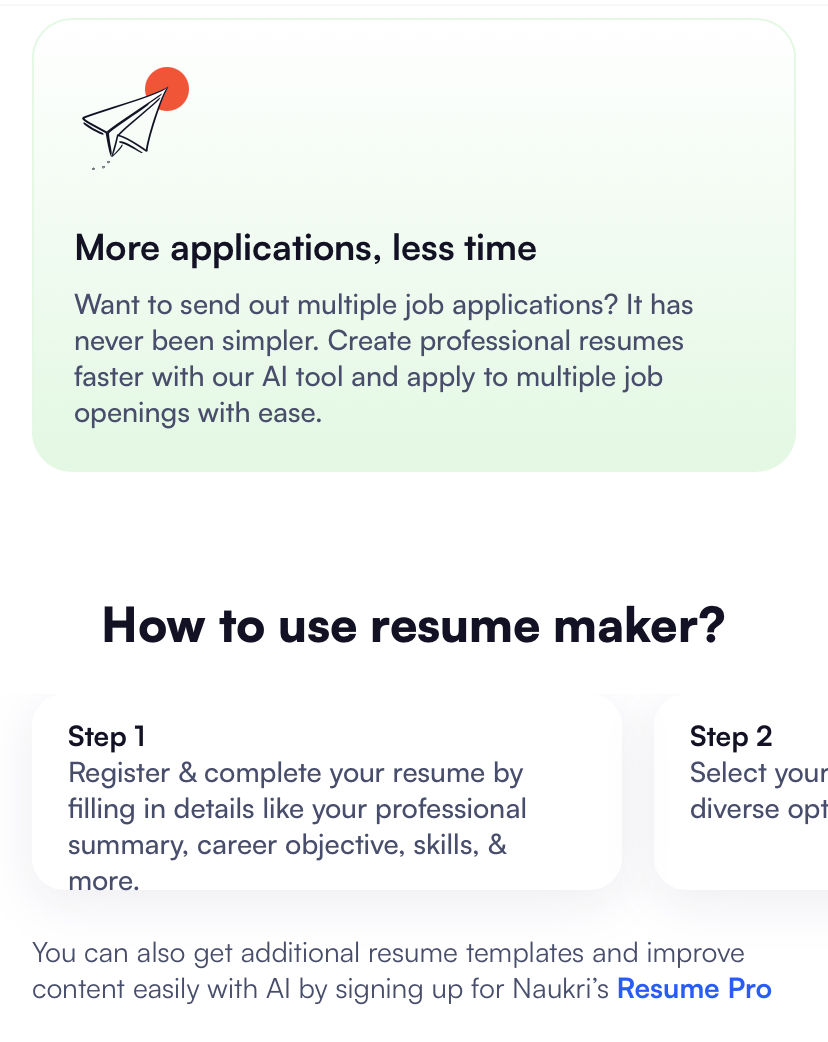 More applications, less time
Want to send out multiple job applications? It has
never been simpler. Create professional resumes
faster with our AI tool and apply to multiple job
openings with ease.
How to use resume maker?
Step 1
Register & complete your resume by
filling in details like your professional
summary, career objective, skills, &
more.
Step 2
Select your
diverse opt
You can also get additional resume templates and improve
content easily with AI by signing up for Naukri’s Resume Pro